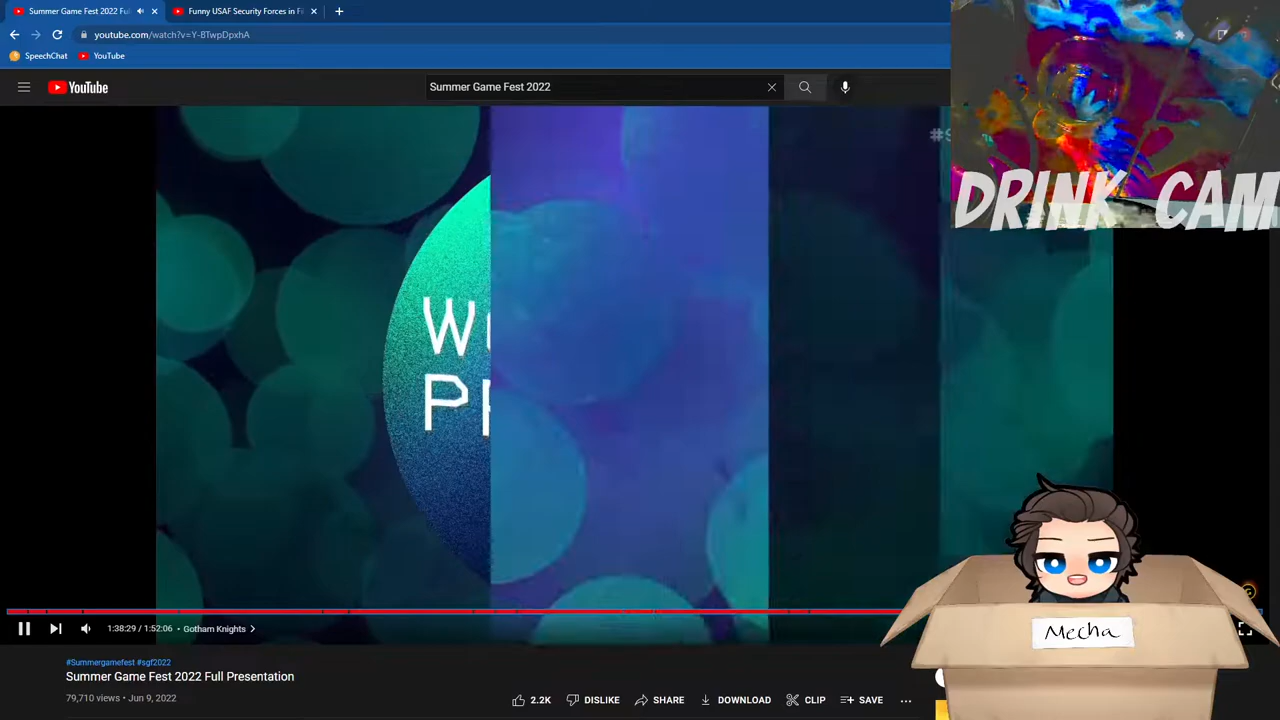 Summer Game Fest 2022 Ful
Funny USAF Security Forces in Fi
youtube.com/watch?v=Y-8TwpDpxhA
SpeechChat
YouTube
YouTube
Summer Game Fest 2022
DRINK CAM
W
P
1:38:29 / 1:52:06 • Gotham Knights
Mecha
#Summergamefest #sgf2022
Summer Game Fest 2022 Full Presentation
79,710 views • Jun 9, 2022
2.2K
DISLIKE
SHARE
DOWNLOAD
CLIP
SAVE